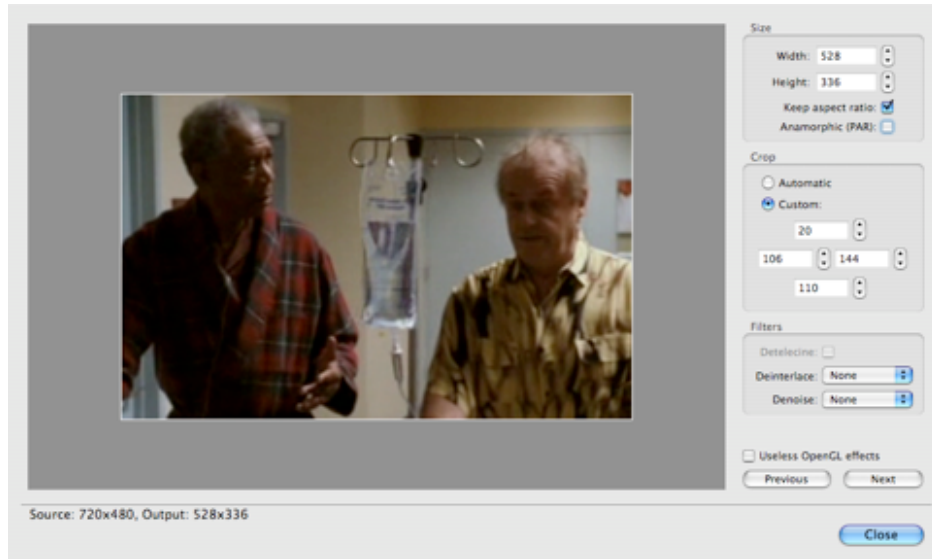 Size
Width: 528
Height: 336
Keep aspect ratio:
Anamorphic (PAR):
Crop
Automatic
Custom:
20
106 144
110
Filters
Detelecine:
Deinterlace: None
Denoise: None
Useless OpenGL effects
Previous Next
Source: 720x480, Output: 528x336
Close